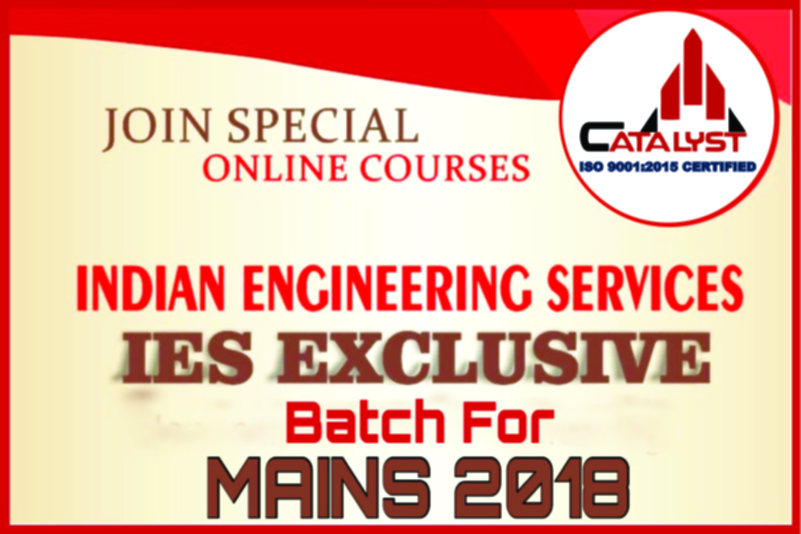 JOIN SPECIAL
ONLINE COURSES
CATALYST
ISO 9001:2015 CERTIFIED
INDIAN ENGINEERING SERVICES
IES EXCLUSIVE
Batch For
MAINS 2018